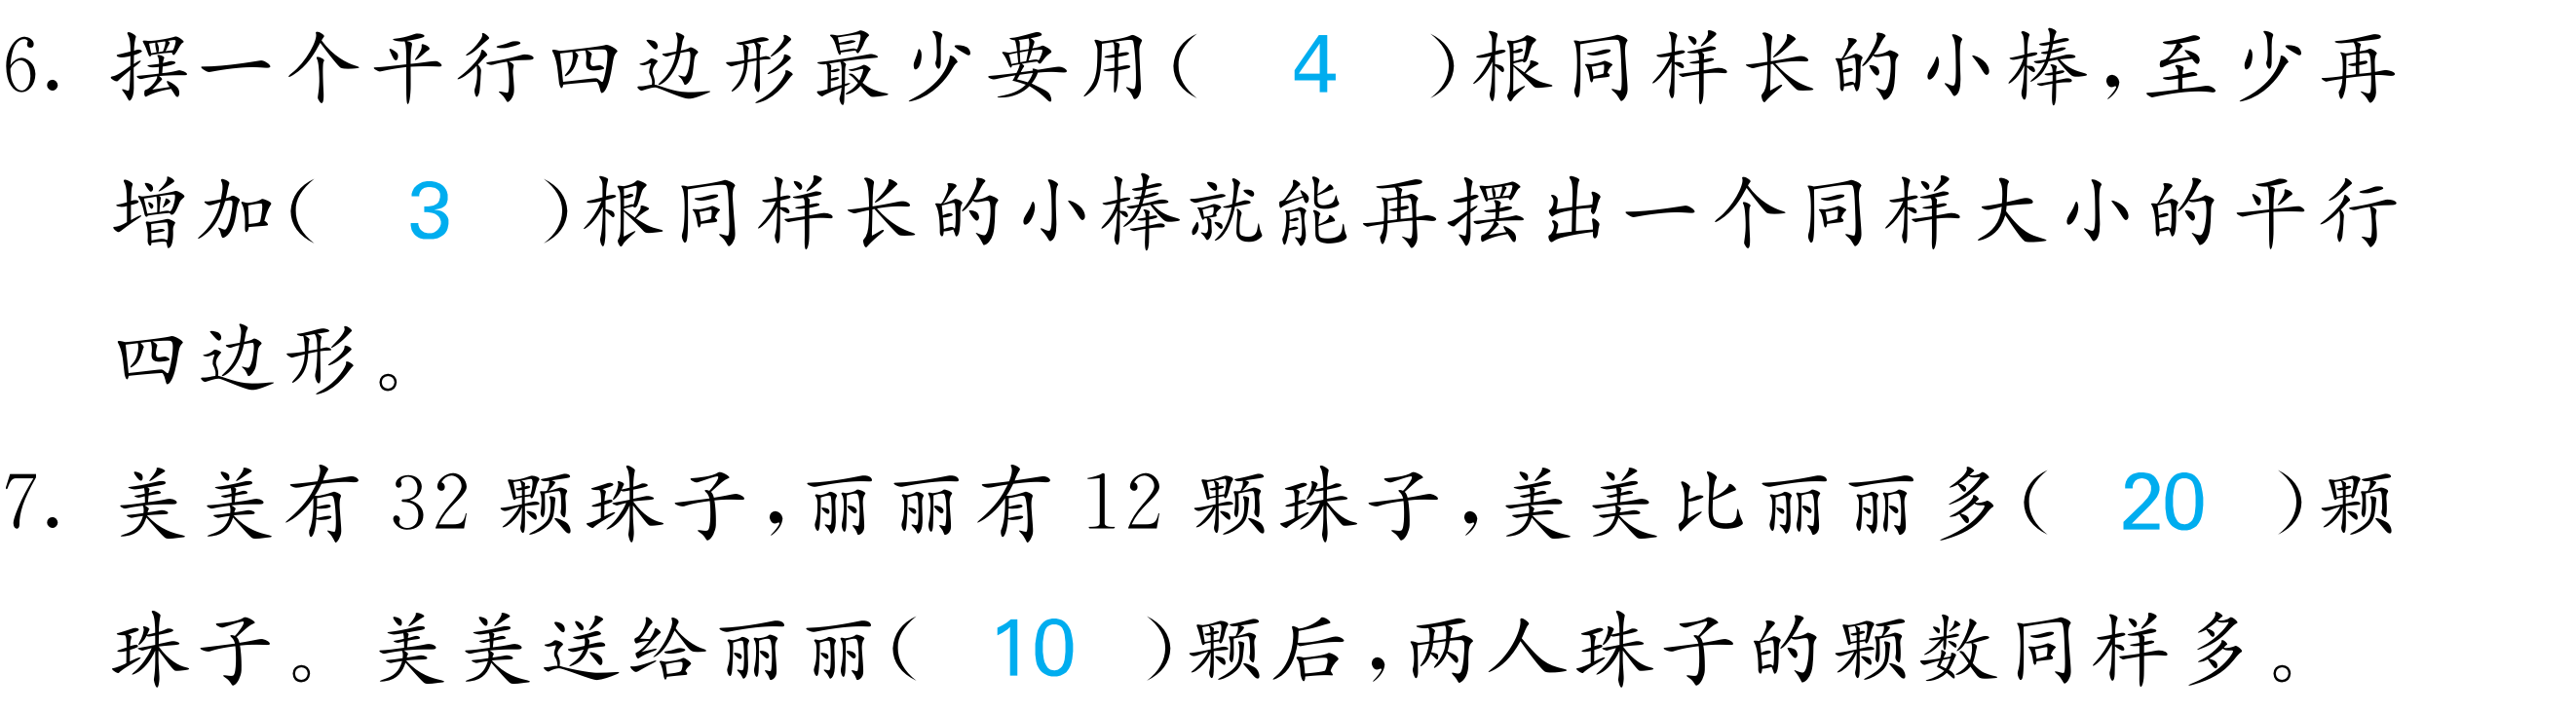 6. 摆一个平行四边形最少要用( 4 )根同样长的小棒,至少再
增加( 3 )根同样长的小棒就能再摆出一个同样大小的平行
四边形。
7. 美美有 32 颗珠子,丽丽有 12 颗珠子,美美比丽丽多( 20 )颗
珠子。美美送给丽丽( 10 )颗后,两人珠子的颗数同样多。